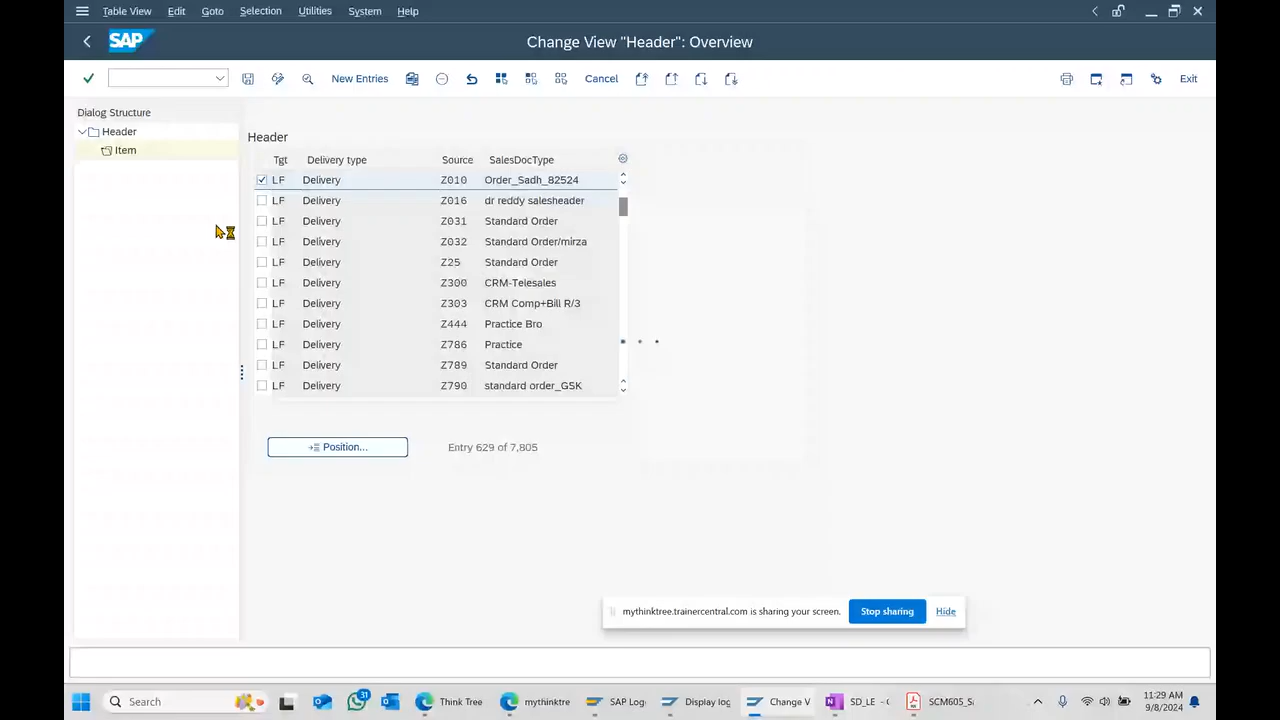 Table View Edit Goto Selection Utilities System Help
SAP Change View "Header": Overview
New Entries Cancel Exit
Dialog Structure
Header
Item
Header
Tgt Delivery type Source SalesDocType
LF Delivery Z010 Order_Sadh_82524
LF Delivery Z016 dr reddy salesheader
LF Delivery Z031 Standard Order
LF Delivery Z032 Standard Order/mirza
LF Delivery Z25 Standard Order
LF Delivery Z300 CRM-Telesales
LF Delivery Z303 CRM Comp+Bill R/3
LF Delivery Z444 Practice Bro
LF Delivery Z786 Practice
LF Delivery Z789 Standard Order
LF Delivery Z790 standard order_GSK
Position... Entry 629 of 7,805
mythinktree.trainercentral.com is sharing your screen. Stop sharing Hide
Search 31 Think Tree mythinktre SAP Log Display log Change V SD_LE - SCM605_S 11:29 AM
9/8/2024